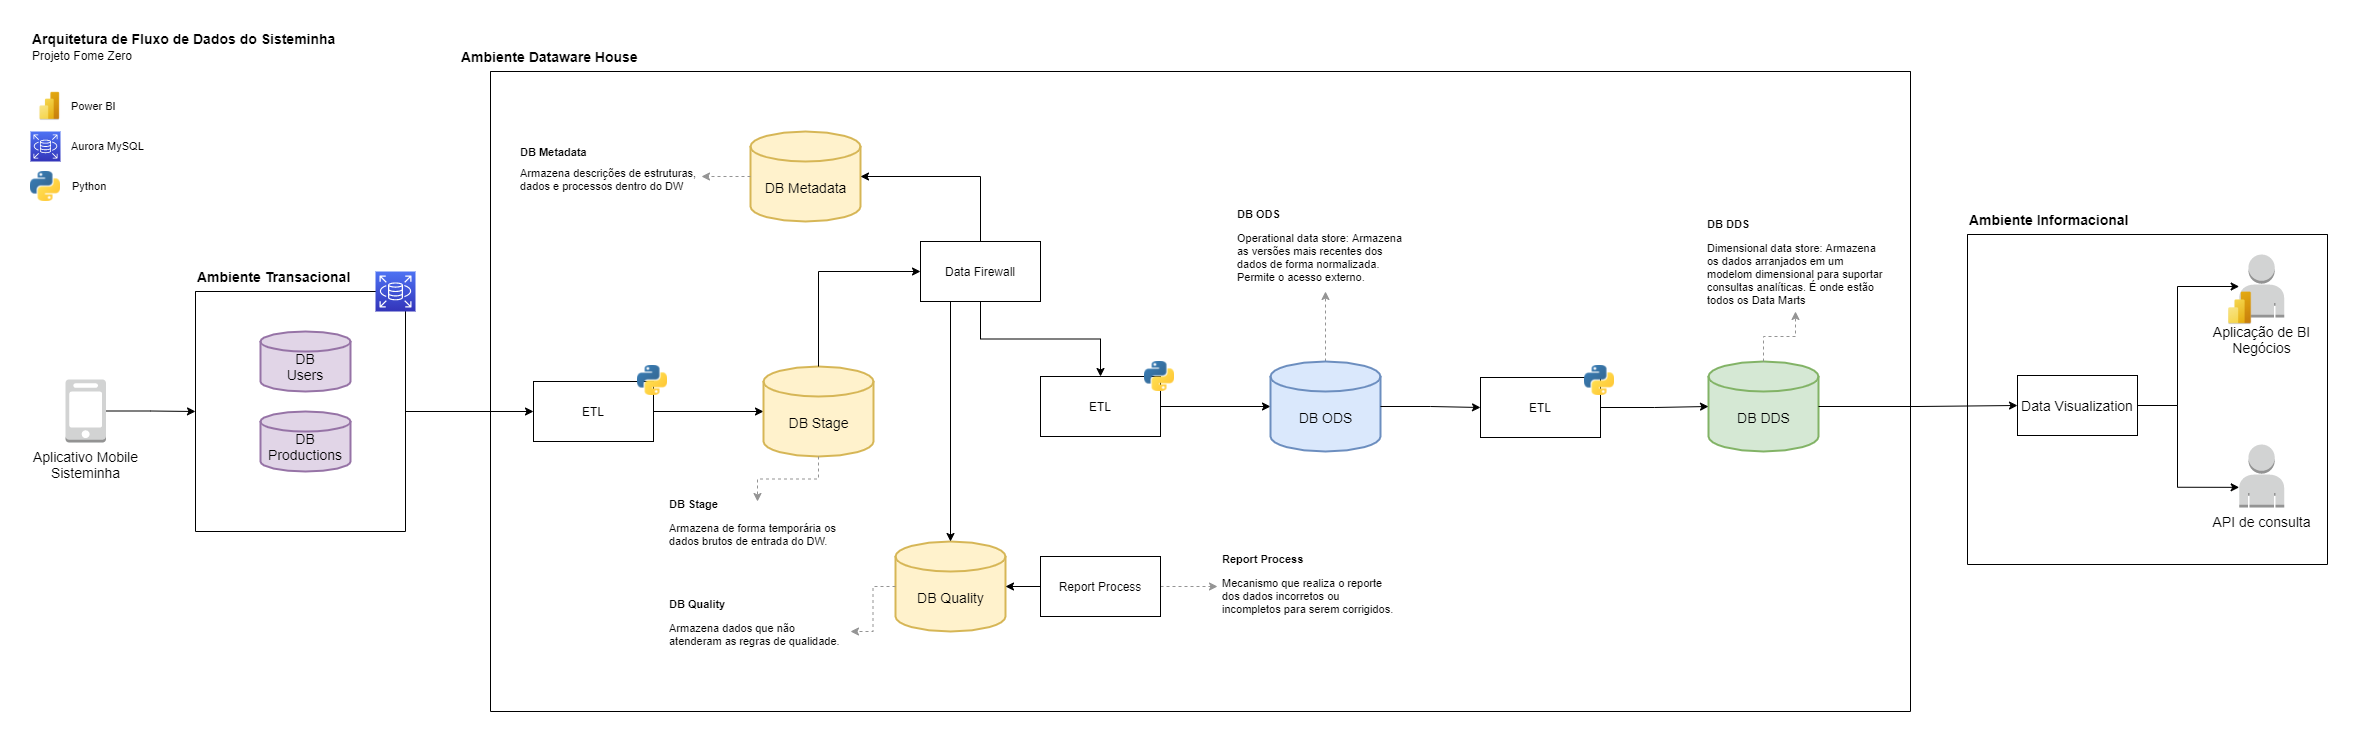 Arquitetura de Fluxo de Dados do Sisteminha
Projeto Fome Zero
Power BI
Aurora MySQL
Python
Aplicativo Mobile
Sisteminha
Ambiente Transacional
DB
Users
DB
Productions
Ambiente Dataware House
DB Metadata
Armazena descrições de estruturas,
dados e processos dentro do DW
DB Metadata
Data Firewall
ETL
DB Stage
DB Stage
Armazena de forma temporária os
dados brutos de entrada do DW.
DB Quality
Armazena dados que não
atenderam as regras de qualidade.
DB Quality
Report Process
Report Process
Mecanismo que realiza o reporte
dos dados incorretos ou
incompletos para serem corrigidos.
ETL
DB ODS
Operational data store: Armazena
as versões mais recentes dos
dados de forma normalizada.
Permite o acesso externo.
DB ODS
ETL
DB DDS
Dimensional data store: Armazena
os dados arranjados em um
modelom dimensional para suportar
consultas analíticas. É onde estão
todos os Data Marts
DB DDS
Ambiente Informacional
Data Visualization
Aplicação de BI
Negócios
API de consulta